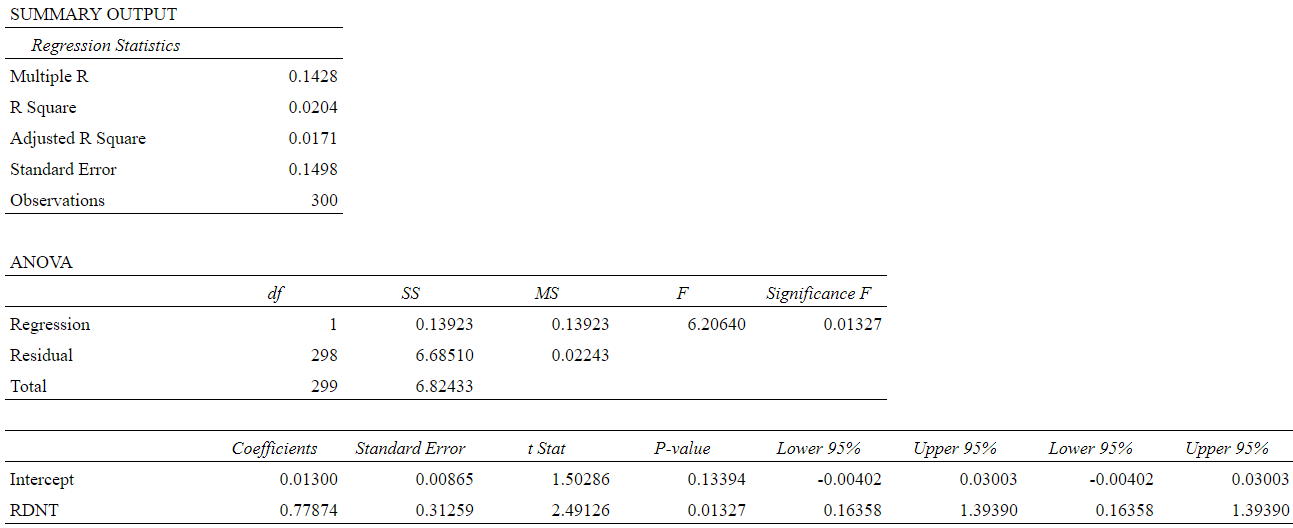 SUMMARY OUTPUT
Regression Statistics
Multiple R 0.1428
R Square 0.0204
Adjusted R Square 0.0171
Standard Error 0.1498
Observations 300
ANOVA
df SS MS F Significance F
Regression 1 0.13923 0.13923 6.20640 0.01327
Residual 298 6.68510 0.02243
Total 299 6.82433
Coefficients Standard Error t Stat P-value Lower 95% Upper 95% Lower 95% Upper 95%
Intercept 0.01300 0.00865 1.50286 0.13394 -0.00402 0.03003 -0.00402 0.03003
RDNT 0.77874 0.31259 2.49126 0.01327 0.16358 1.39390 0.16358 1.39390